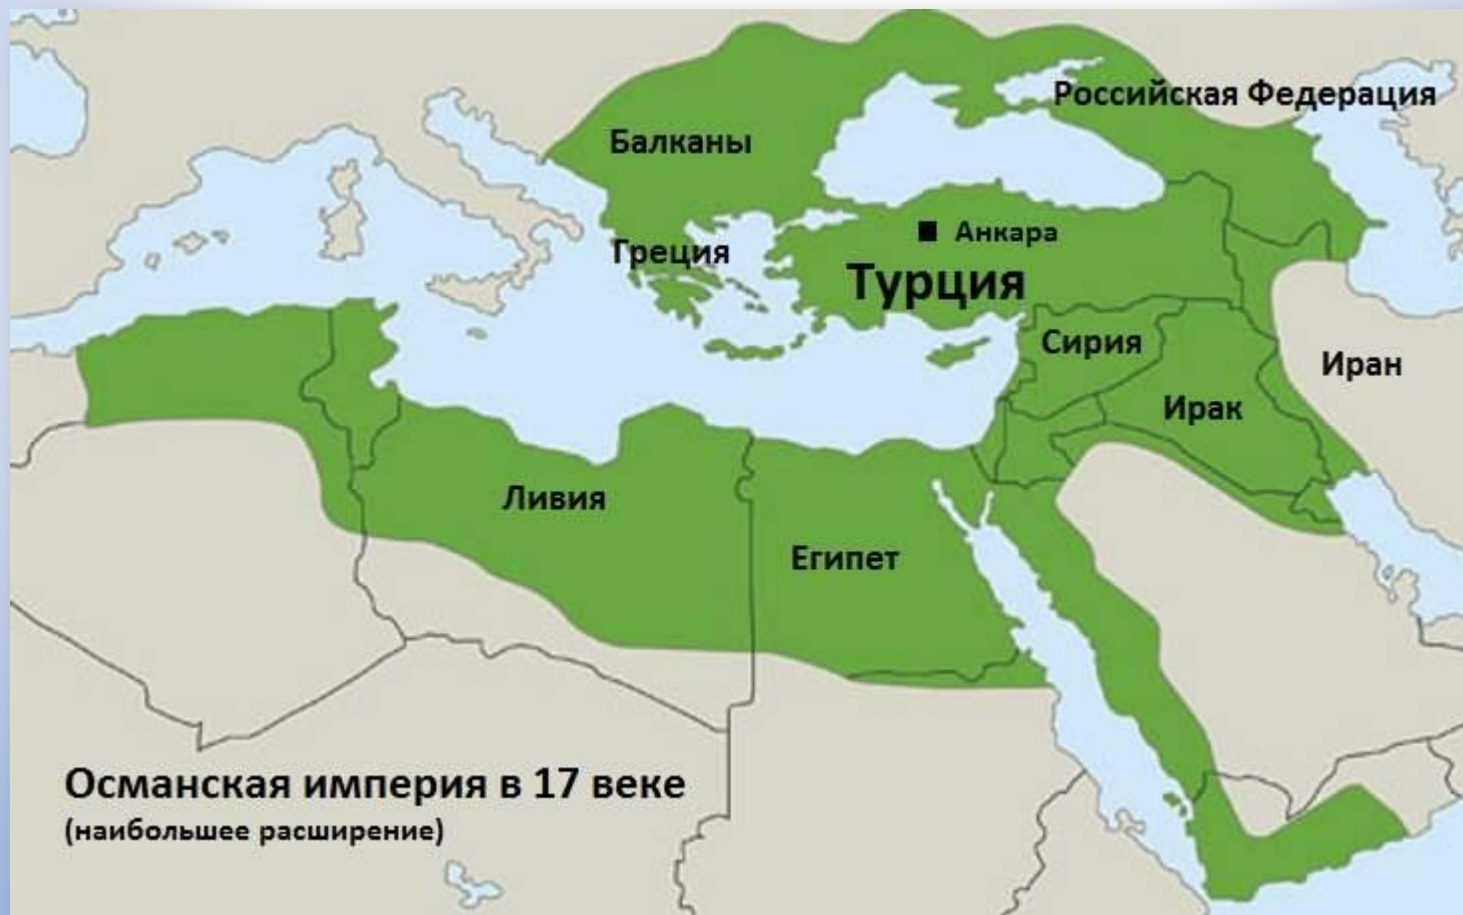 Российская Федерация
Балканы
Анкара
Греция
Турция
Сирия
Иран
Ирак
Ливия
Египет
Османская империя в 17 веке
(наибольшее расширение)